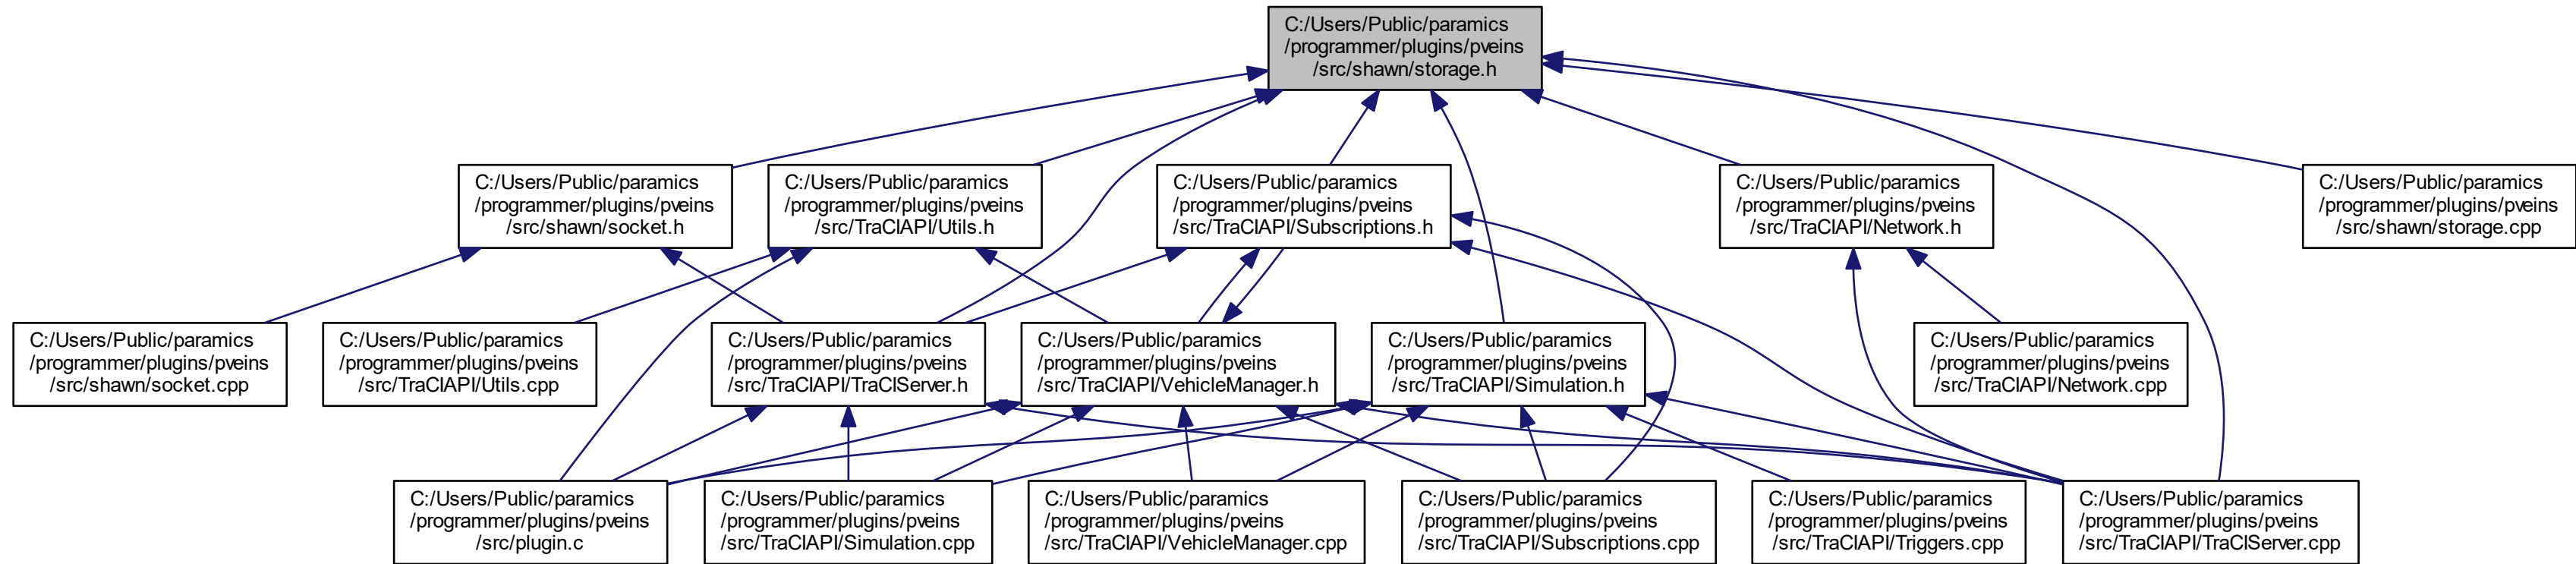 C:/Users/Public/paramics
/programmer/plugins/pveins
/src/shawn/storage.h
C:/Users/Public/paramics
/programmer/plugins/pveins
/src/shawn/socket.h
C:/Users/Public/paramics
/programmer/plugins/pveins
/src/TraCIAPI/Utils.h
C:/Users/Public/paramics
/programmer/plugins/pveins
/src/TraCIAPI/Subscriptions.h
C:/Users/Public/paramics
/programmer/plugins/pveins
/src/TraCIAPI/Network.h
C:/Users/Public/paramics
/programmer/plugins/pveins
/src/shawn/storage.cpp
C:/Users/Public/paramics
/programmer/plugins/pveins
/src/shawn/socket.cpp
C:/Users/Public/paramics
/programmer/plugins/pveins
/src/TraCIAPI/Utils.cpp
C:/Users/Public/paramics
/programmer/plugins/pveins
/src/TraCIAPI/TraCIServer.h
C:/Users/Public/paramics
/programmer/plugins/pveins
/src/TraCIAPI/VehicleManager.h
C:/Users/Public/paramics
/programmer/plugins/pveins
/src/TraCIAPI/Simulation.h
C:/Users/Public/paramics
/programmer/plugins/pveins
/src/TraCIAPI/Network.cpp
C:/Users/Public/paramics
/programmer/plugins/pveins
/src/plugin.c
C:/Users/Public/paramics
/programmer/plugins/pveins
/src/TraCIAPI/Simulation.cpp
C:/Users/Public/paramics
/programmer/plugins/pveins
/src/TraCIAPI/VehicleManager.cpp
C:/Users/Public/paramics
/programmer/plugins/pveins
/src/TraCIAPI/Subscriptions.cpp
C:/Users/Public/paramics
/programmer/plugins/pveins
/src/TraCIAPI/Triggers.cpp
C:/Users/Public/paramics
/programmer/plugins/pveins
/src/TraCIAPI/TraCIServer.cpp